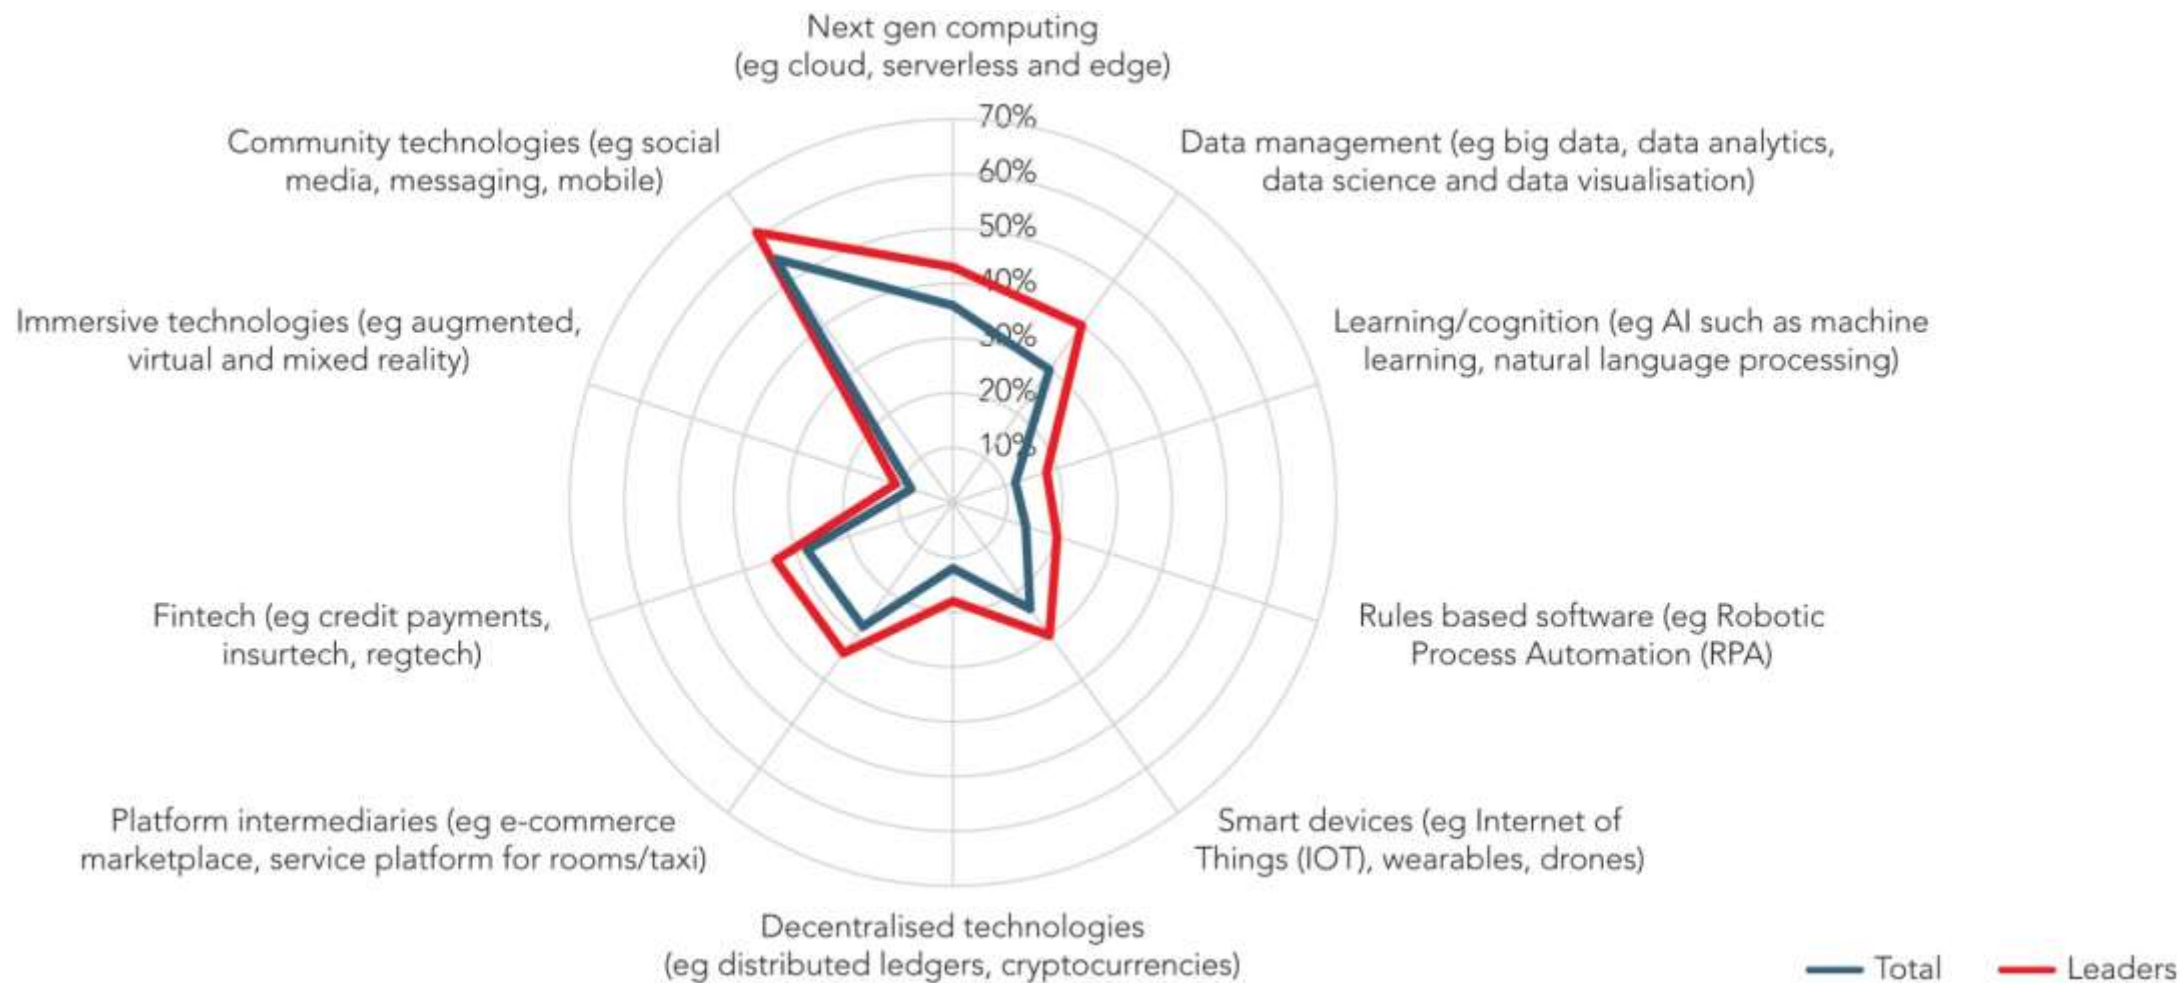 Next gen computing
(eg cloud, serverless and edge)
70%
60%
50%
40%
30%
20%
10%
Data management (eg big data, data analytics,
data science and data visualisation)
Learning/cognition (eg AI such as machine
learning, natural language processing)
Rules based software (eg Robotic
Process Automation (RPA)
Smart devices (eg Internet of
Things (IOT), wearables, drones)
Decentralised technologies
(eg distributed ledgers, cryptocurrencies)
Platform intermediaries (eg e-commerce
marketplace, service platform for rooms/taxi)
Fintech (eg credit payments,
insurtech, regtech)
Immersive technologies (eg augmented,
virtual and mixed reality)
Community technologies (eg social
media, messaging, mobile)
Total
Leaders